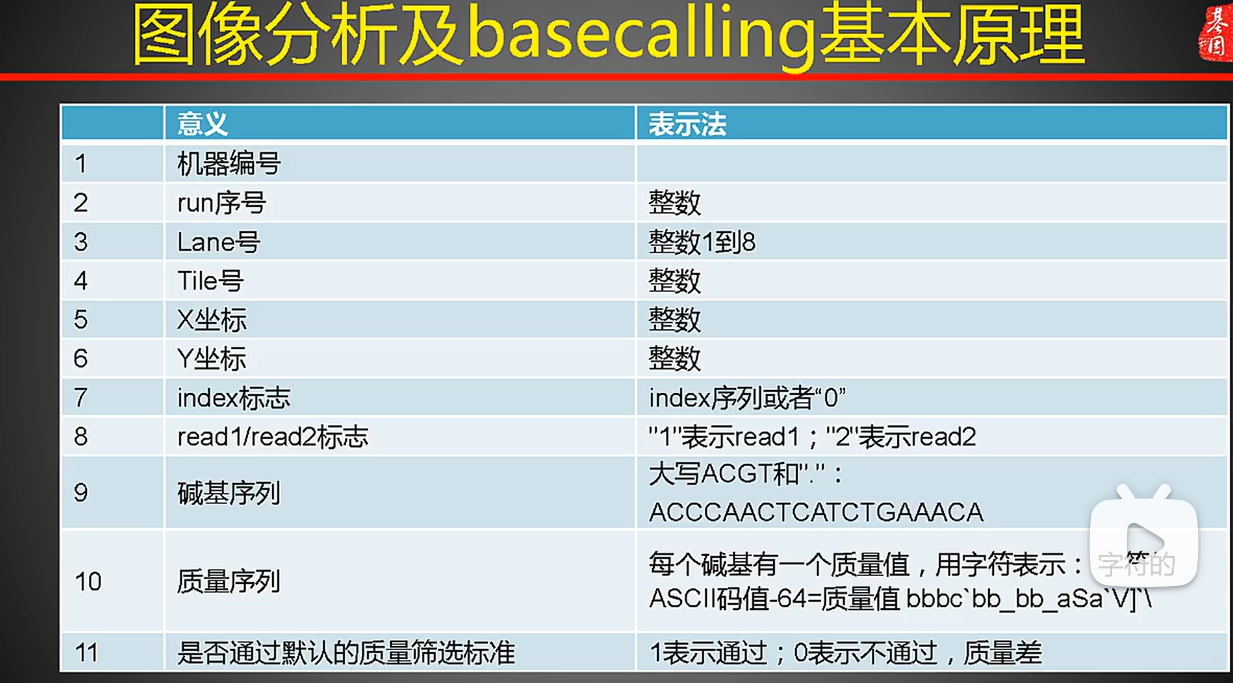 图像分析及basecalling基本原理
基因
意义 表示法
1 机器编号
2 run序号 整数
3 Lane号 整数1到8
4 Tile号 整数
5 X坐标 整数
6 Y坐标 整数
7 index标志 index序列或者“0”
8 read1/read2标志 "1"表示read1；"2"表示read2
9 碱基序列 大写ACGT和"."：
ACCCAACTCATCTGAAACA
10 质量序列 每个碱基有一个质量值，用字符表示： 字符的
ASCII码值-64=质量值 bbbc`bb_bb_aSa`V]`\
11 是否通过默认的质量筛选标准 1表示通过；0表示不通过，质量差